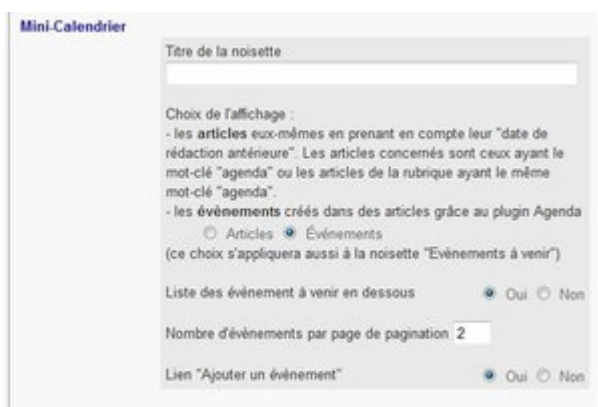 Mini-Calendrier
Titre de la noisette
Choix de l'affichage :
- les articles eux-mêmes en prenant en compte leur "date de
rédaction antérieure". Les articles concernés sont ceux ayant le
mot-clé "agenda" ou les articles de la rubrique ayant le même
mot-clé "agenda".
- les évènements créés dans des articles grâce au plugin Agenda
Articles Événements
(ce choix s'appliquera aussi à la noisette "Evènements à venir")
Liste des évènement à venir en dessous Oui Non
Nombre d'évènements par page de pagination 2
Lien "Ajouter un évènement" Oui Non